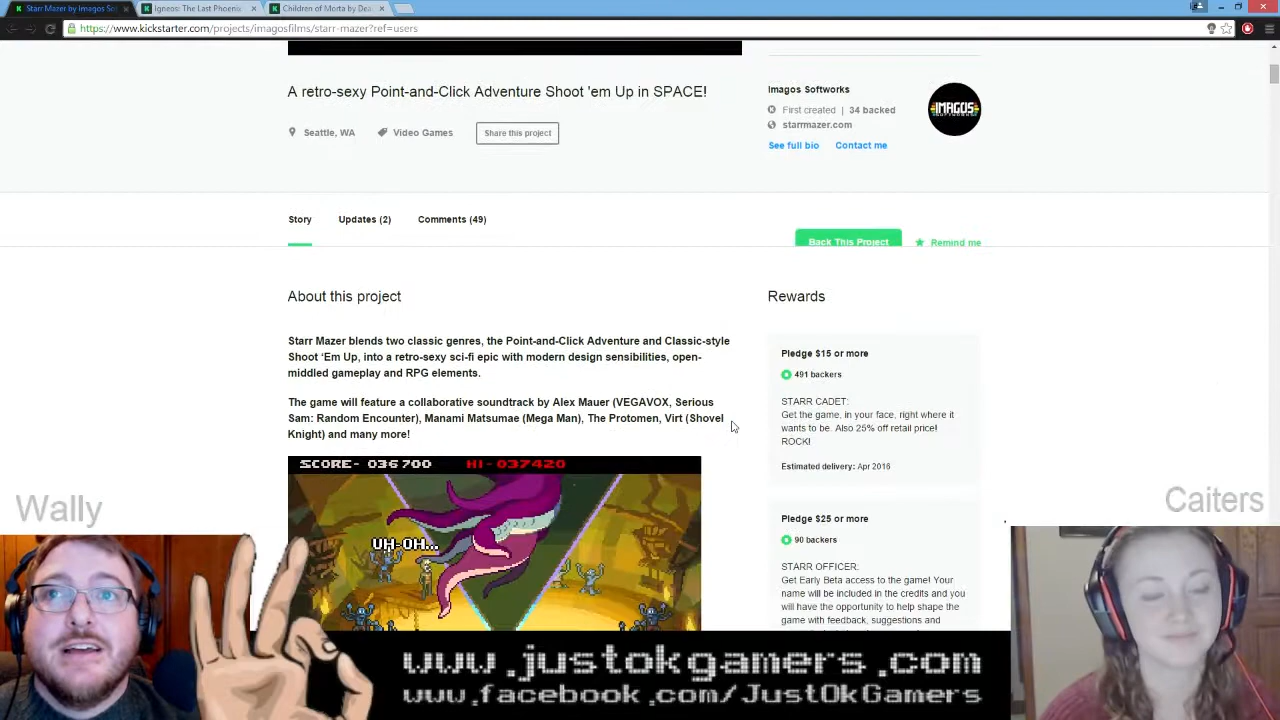 Starr Mazer by Imagos So
Igneos: The Last Phoenix
Children of Morta by Dea
https://www.kickstarter.com/projects/imagosfilms/starr-mazer?ref=users
A retro-sexy Point-and-Click Adventure Shoot 'em Up in SPACE!
Seattle, WA
Video Games
Share this project
Imagos Softworks
IMAGOS
First created | 34 backed
starrmazer.com
See full bio
Contact me
Story
Updates (2)
Comments (49)
Back This Project
Remind me
About this project
Starr Mazer blends two classic genres, the Point-and-Click Adventure and Classic-style
Shoot ‘Em Up, into a retro-sexy sci-fi epic with modern design sensibilities, open-
middled gameplay and RPG elements.
The game will feature a collaborative soundtrack by Alex Mauer (VEGAVOX, Serious
Sam: Random Encounter), Manami Matsumae (Mega Man), The Protomen, Virt (Shovel
Knight) and many more!
SCORE- 036700 HI-037420
UH-OH...
Rewards
Pledge $15 or more
491 backers
STARR CADET:
Get the game, in your face, right where it
wants to be. Also 25% off retail price!
ROCK!
Estimated delivery: Apr 2016
Pledge $25 or more
90 backers
STARR OFFICER:
Get Early Beta access to the game! Your
name will be included in the credits and you
will have the opportunity to help shape the
game with feedback, suggestions and
Wally
Caiters
www.justokgamers.com
www.facebook.com/JustOkGamers